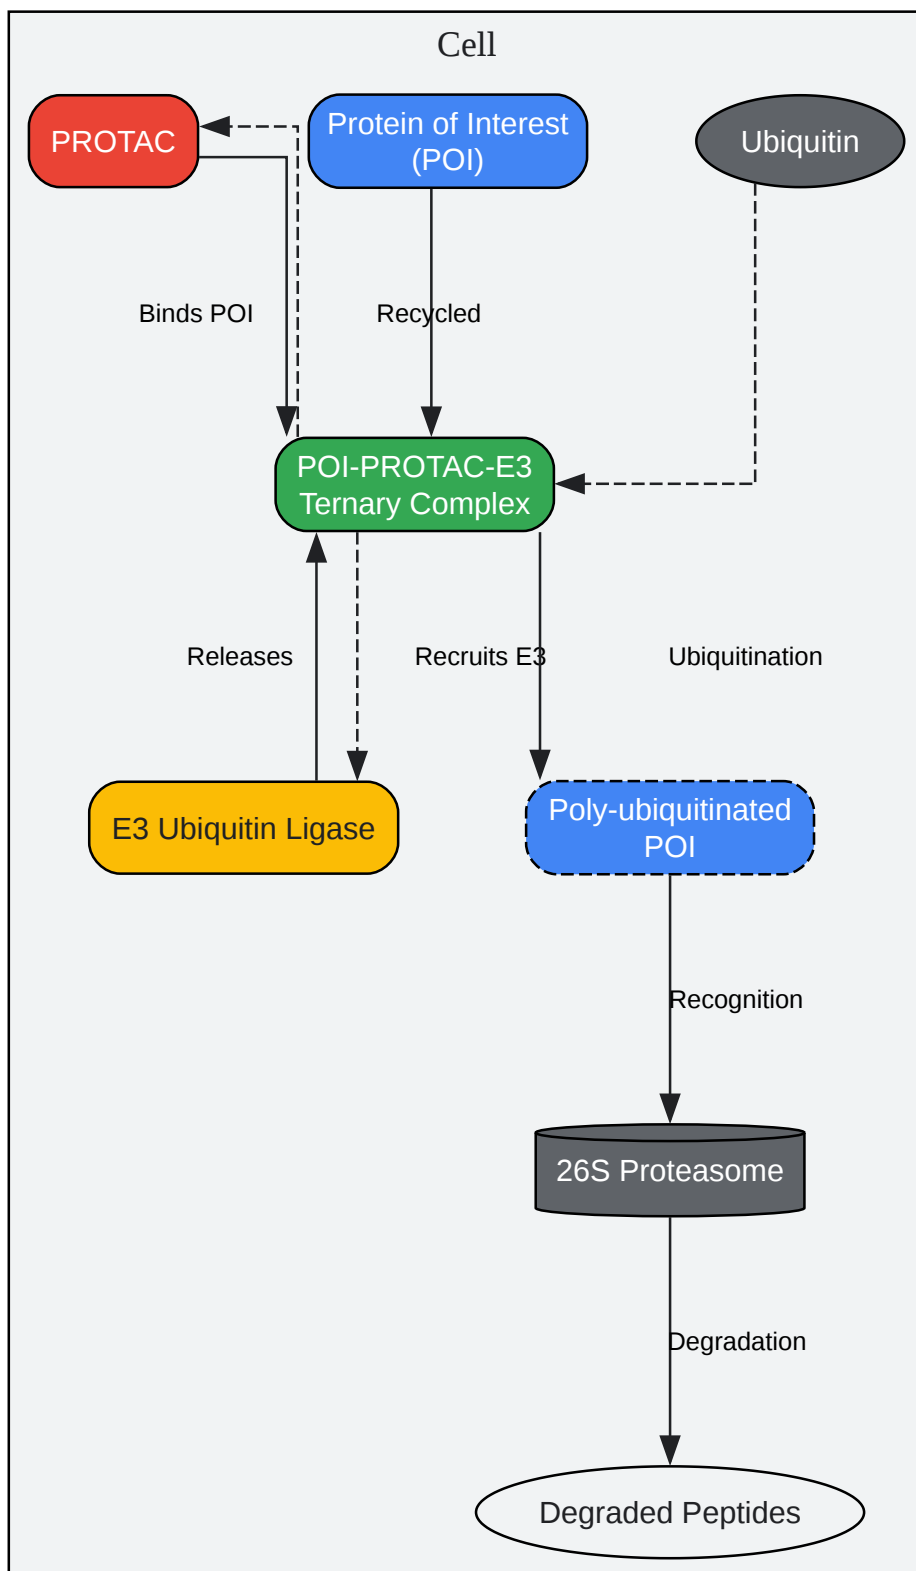 Cell
PROTAC
Protein of Interest
(POI)
Ubiquitin
Binds POI
Recycled
POI-PROTAC-E3
Ternary Complex
Releases
Recruits E3
Ubiquitination
E3 Ubiquitin Ligase
Poly-ubiquitinated
POI
Recognition
26S Proteasome
Degradation
Degraded Peptides